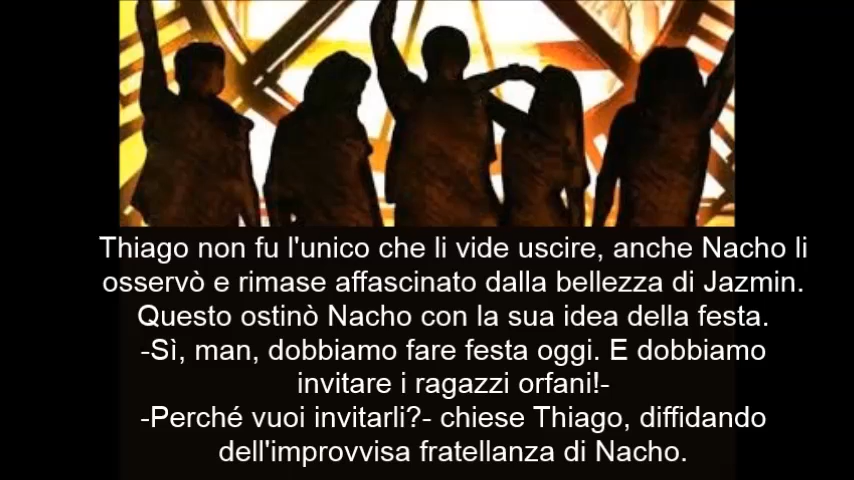 Thiago non fu l'unico che li vide uscire, anche Nacho li
osservò e rimase affascinato dalla bellezza di Jazmin.
Questo ostinò Nacho con la sua idea della festa.
-Sì, man, dobbiamo fare festa oggi. E dobbiamo
invitare i ragazzi orfani!-
-Perché vuoi invitarli?- chiese Thiago, diffidando
dell'improvvisa fratellanza di Nacho.